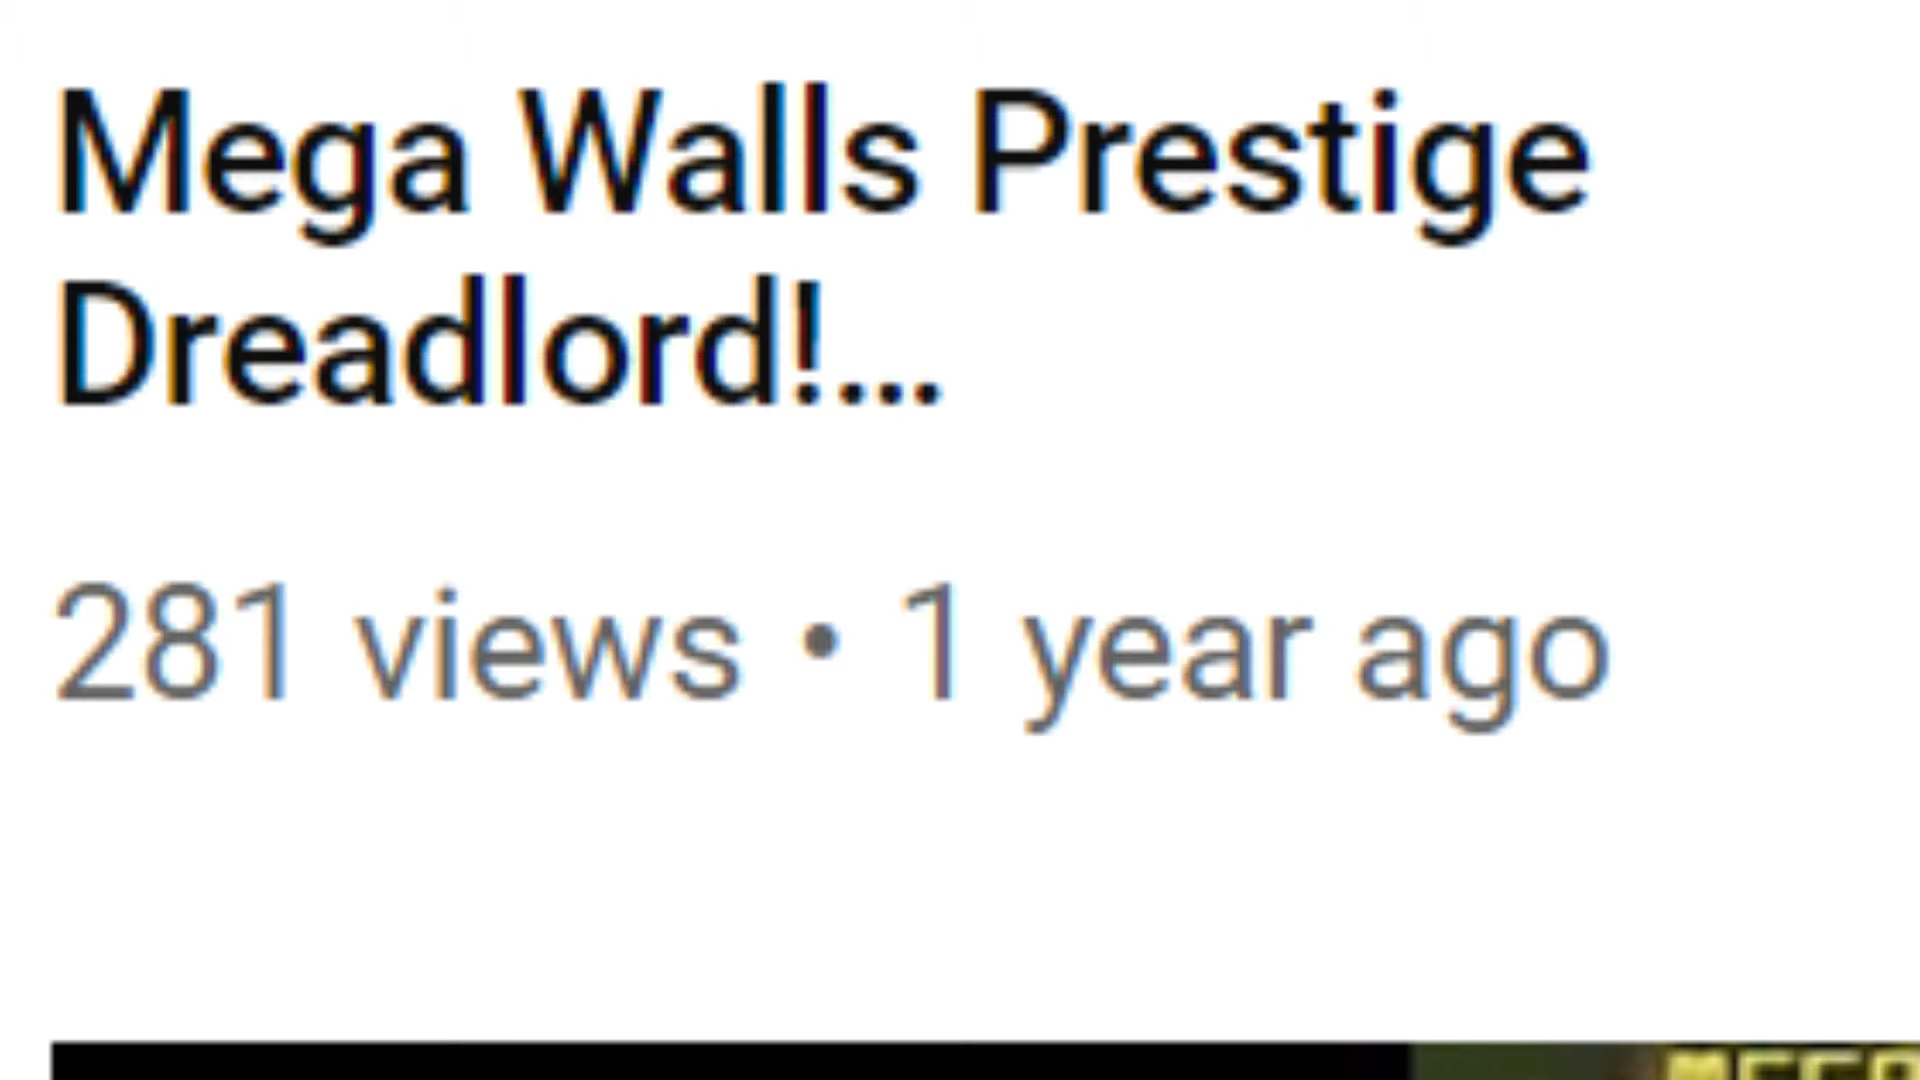 Mega Walls Prestige
Dreadlord!...
281 views • 1 year ago